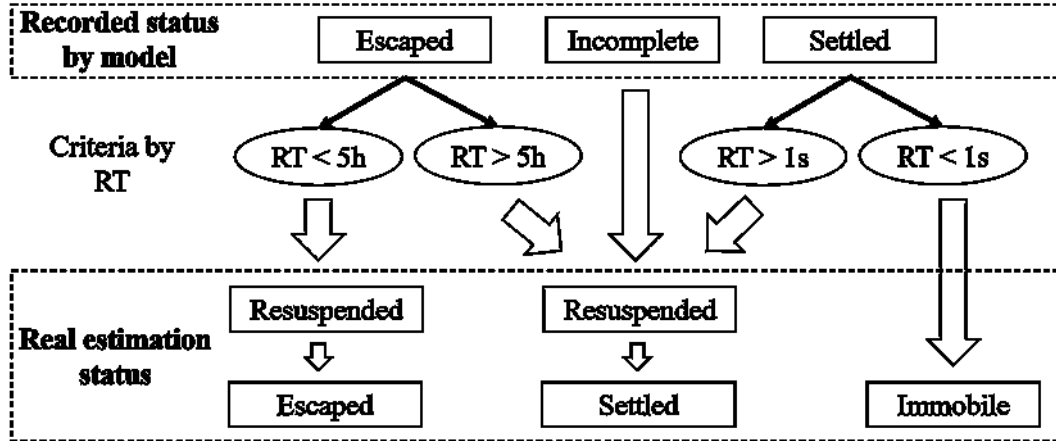 Recorded status
by model
Escaped
Incomplete
Settled
Criteria by
RT
RT < 5h
RT > 5h
RT > 1s
RT < 1s
Real estimation
status
Resuspended
Resuspended
Escaped
Settled
Immobile